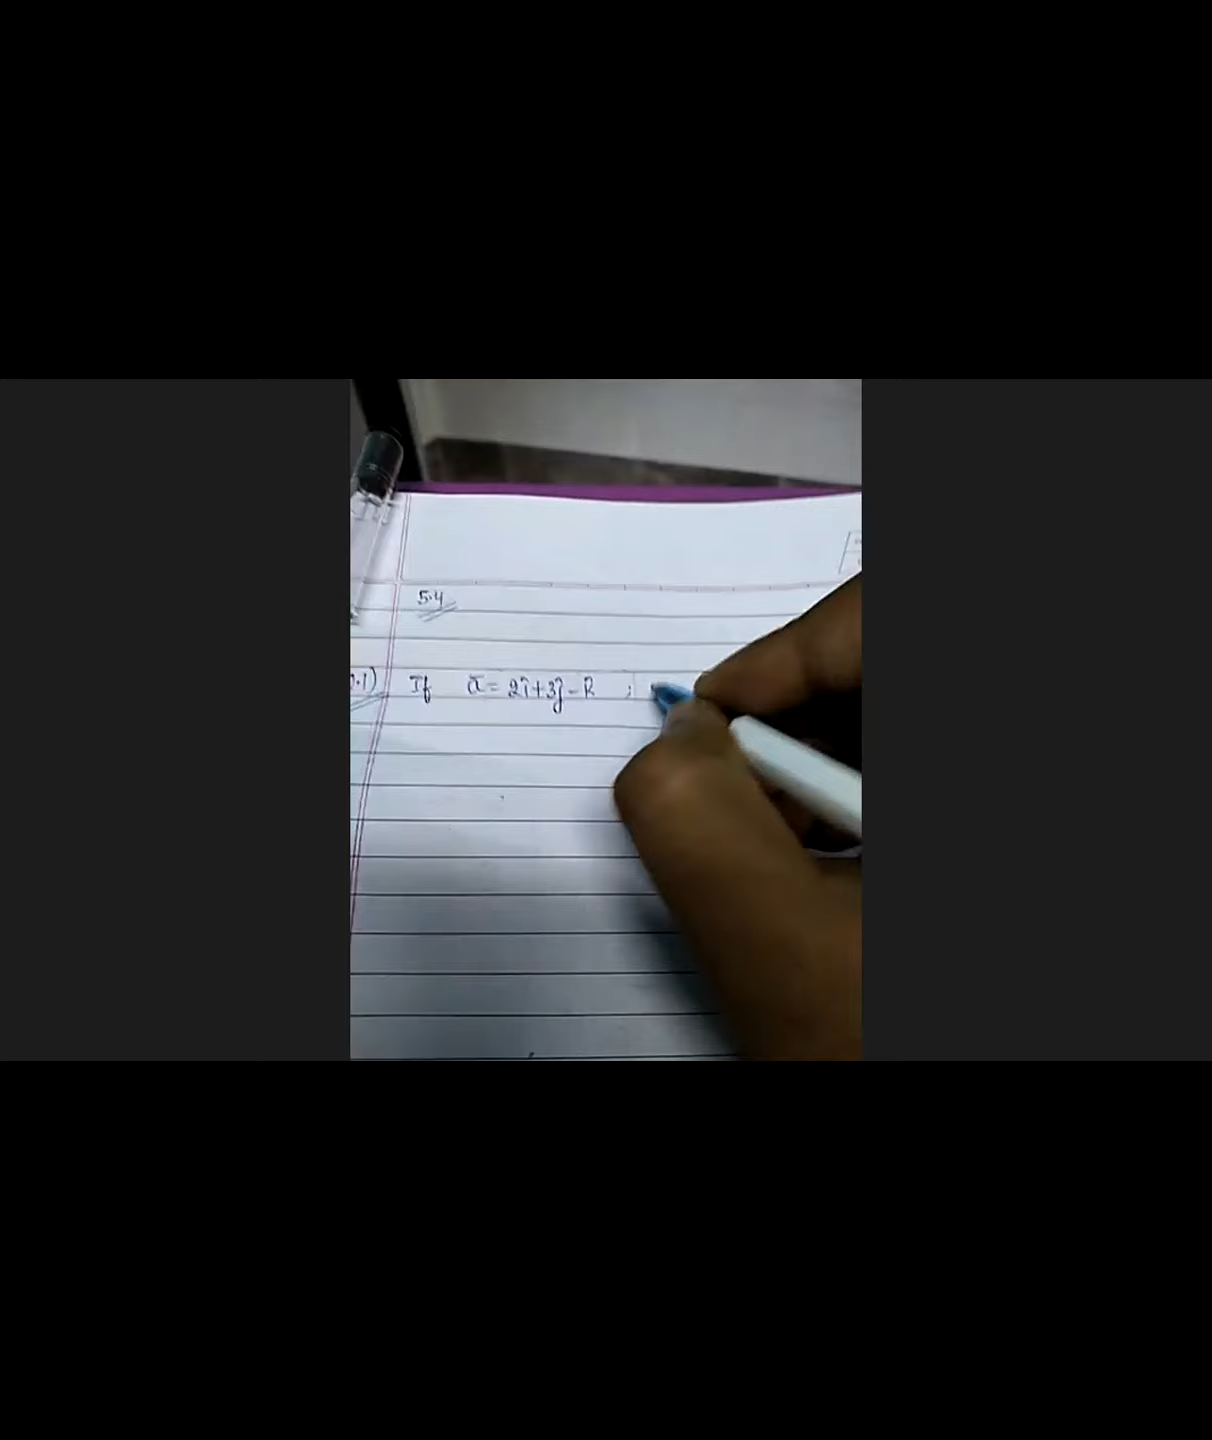 5.4
If ā = 2î + 3ĵ - k̂ ;